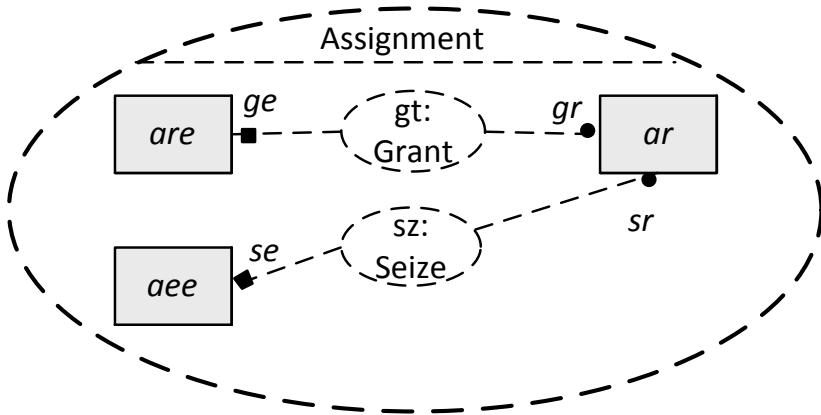 Assignment
ge
gt:
gr
are
Grant
ar
sz:
sr
se
Seize
aee